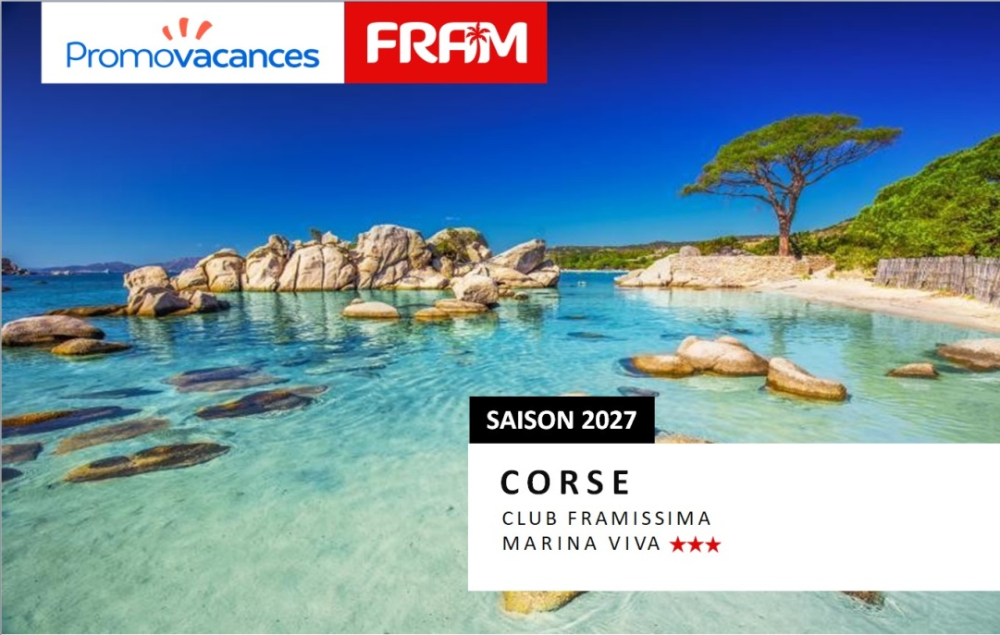 Promovacances
FRAM
SAISON 2027
CORSE
CLUB FRAMISSIMA
MARINA VIVA ★★★